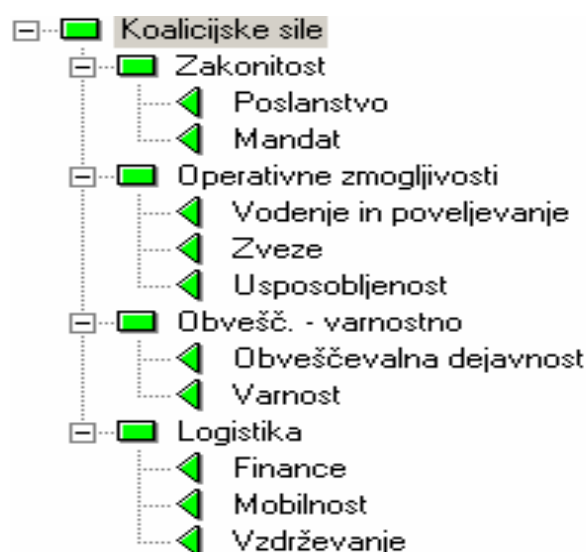 Koalicijske sile
Zakonitost
Poslanstvo
Mandat
Operativne zmogljivosti
Vodenje in poveljevanje
Zveze
Usposobljenost
Obvešč. - varnostno
Obveščevalna dejavnost
Varnost
Logistika
Finance
Mobilnost
Vzdrževanje